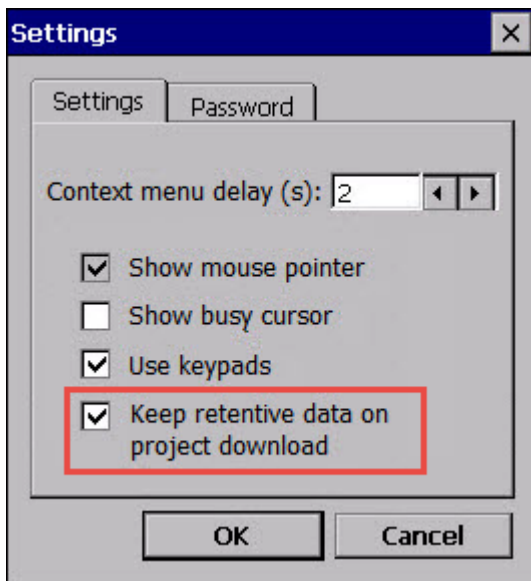 Settings
Settings Password
Context menu delay (s): 2
Show mouse pointer
Show busy cursor
Use keypads
Keep retentive data on
project download
OK Cancel